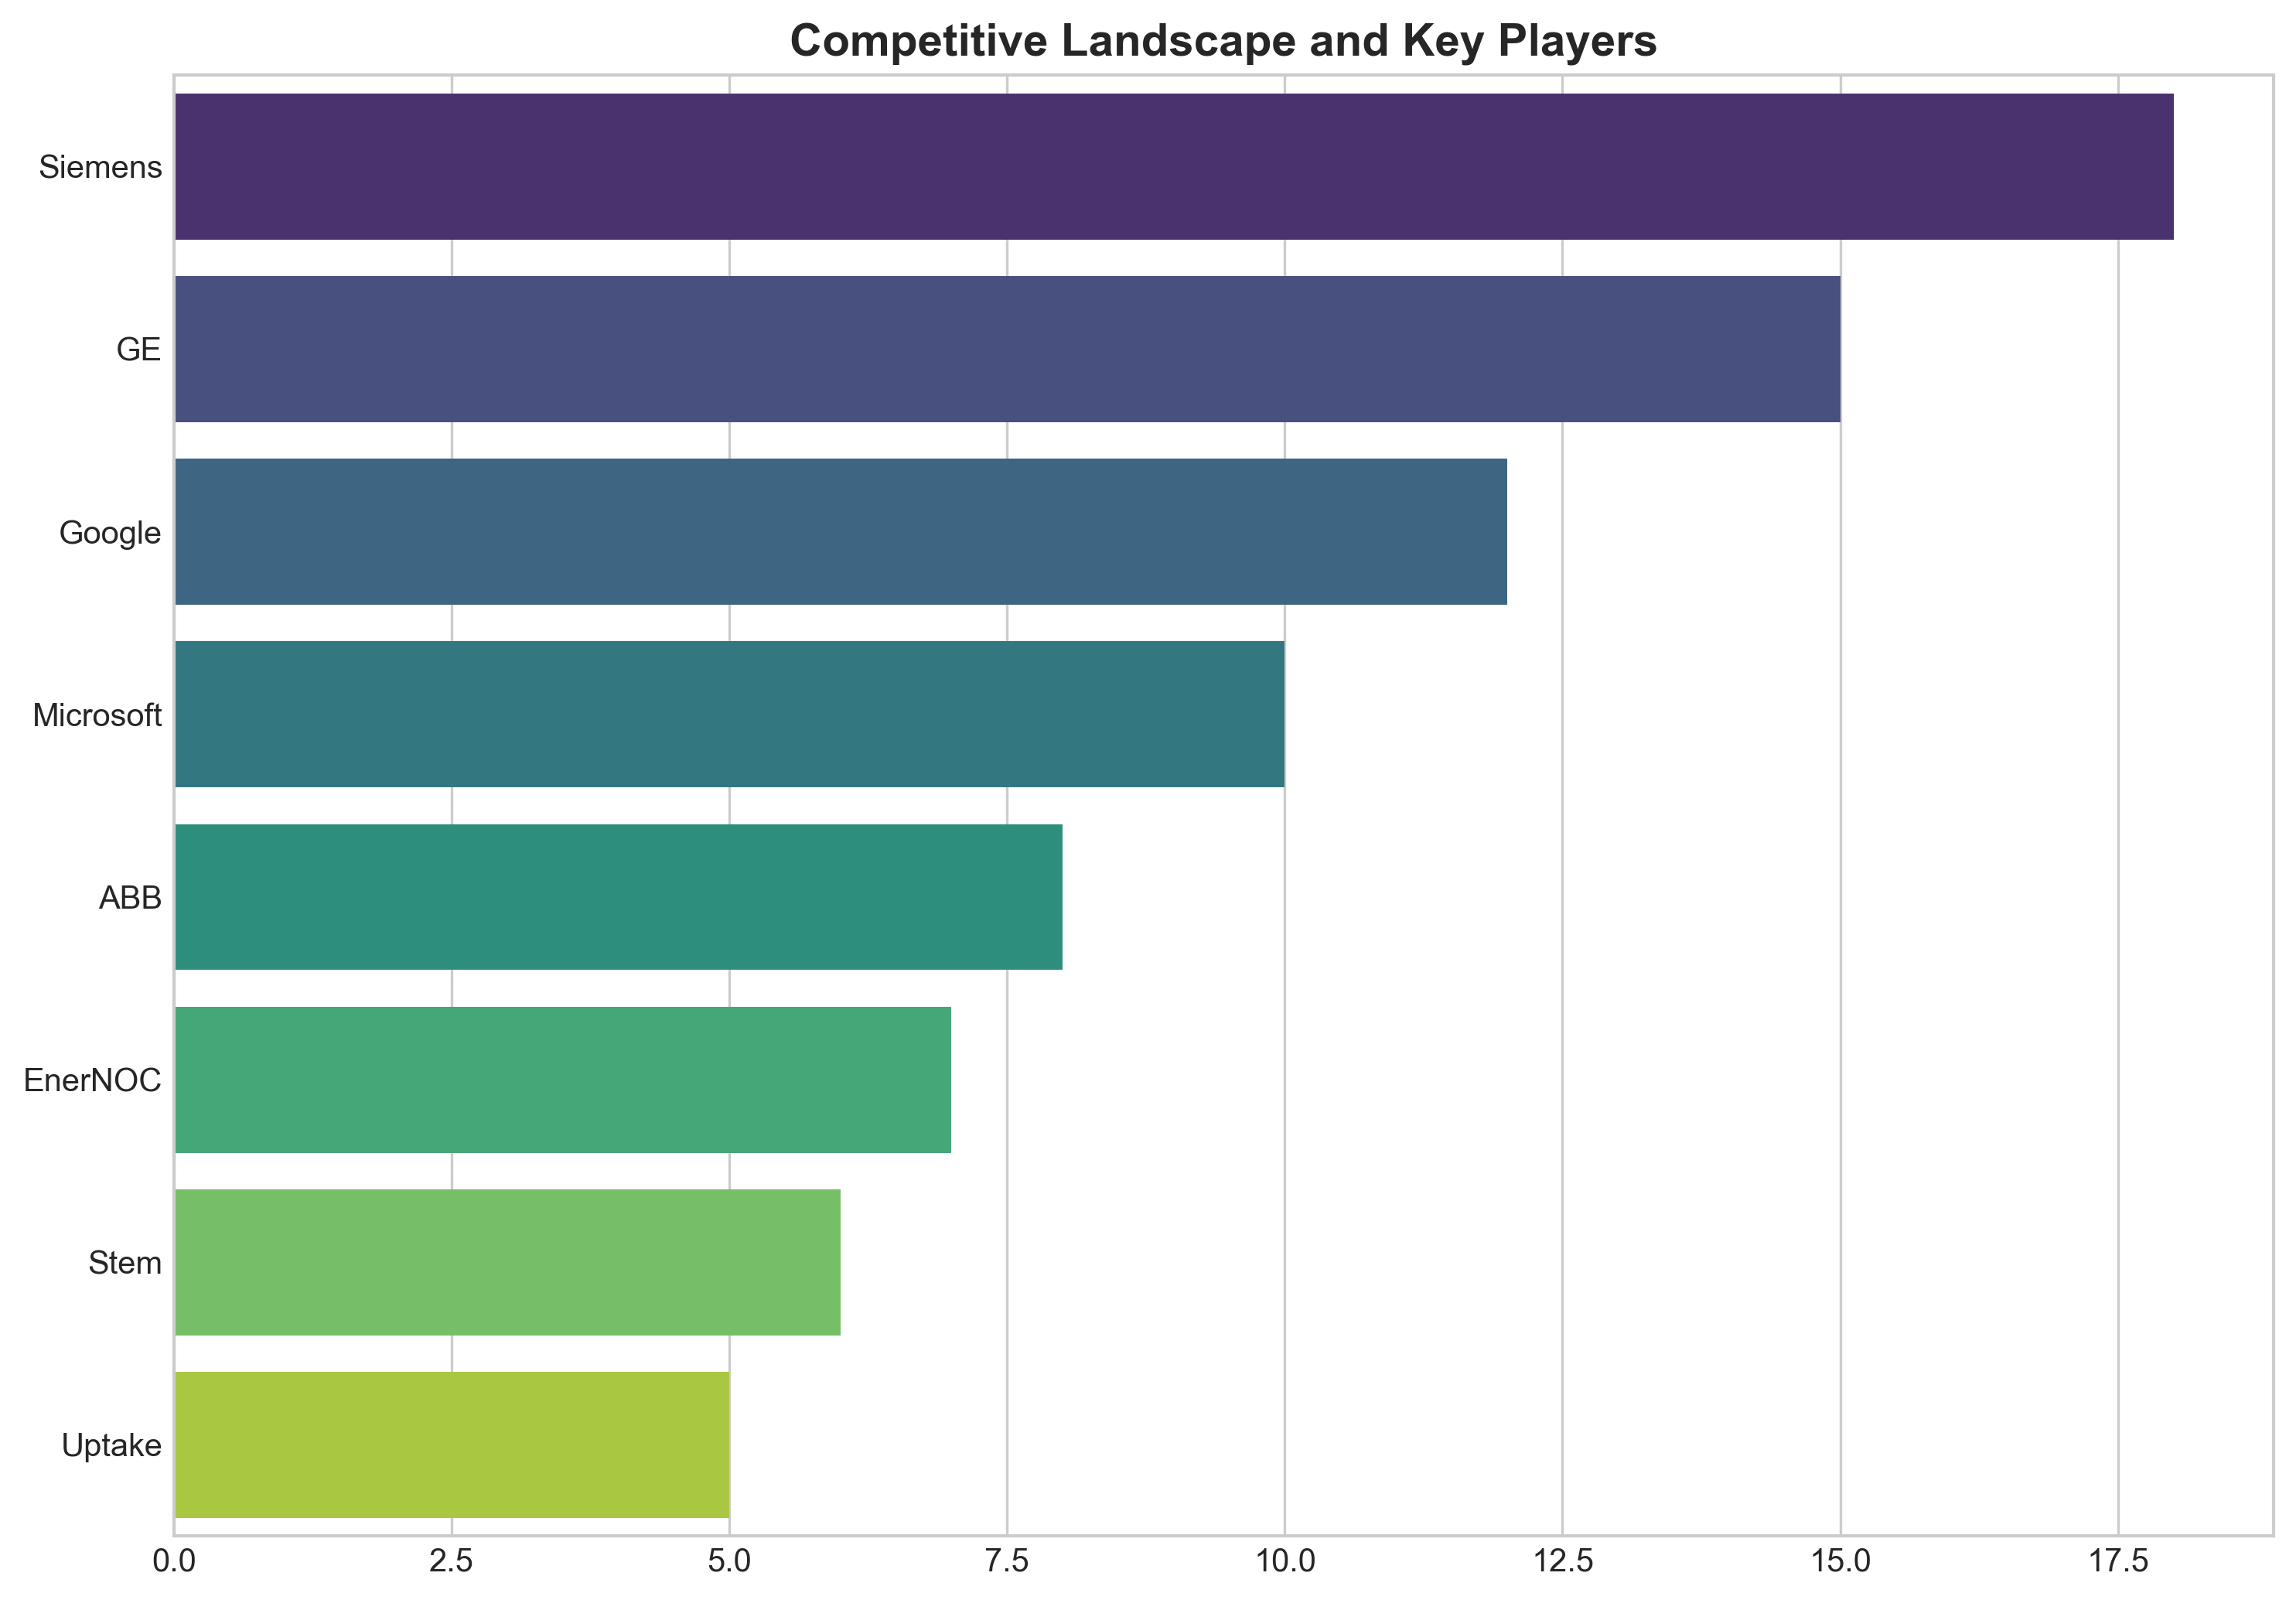 Competitive Landscape and Key Players
Siemens
GE
Google
Microsoft
ABB
EnerNOC
Stem
Uptake
0.0 2.5 5.0 7.5 10.0 12.5 15.0 17.5